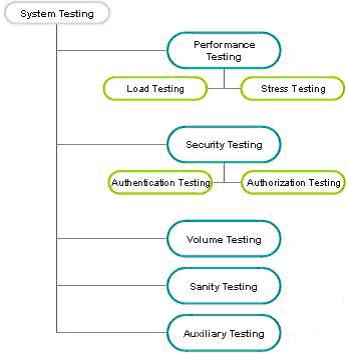 System Testing
Performance
Testing
Load Testing
Stress Testing
Security Testing
Authentication Testing
Authorization Testing
Volume Testing
Sanity Testing
Auxiliary Testing